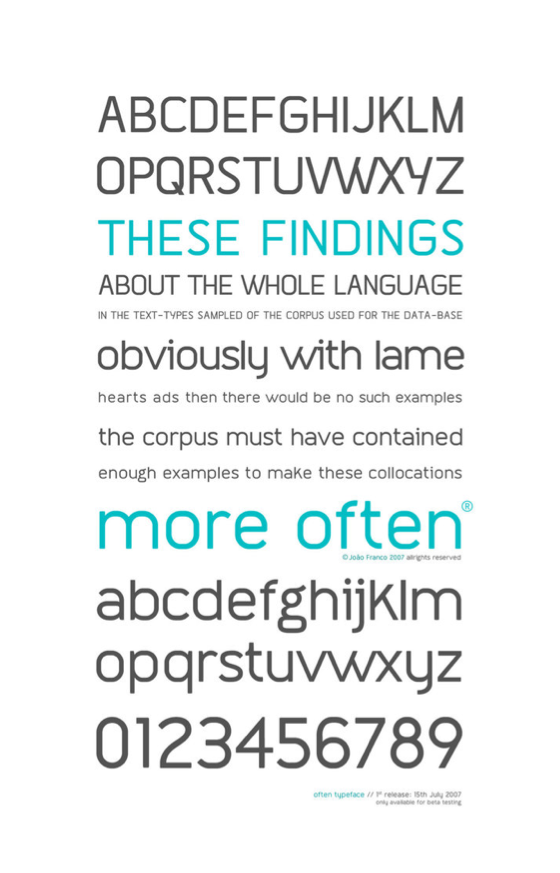 ABCDEFGHIJKLM
OPQRSTUVWXYZ
THESE FINDINGS
ABOUT THE WHOLE LANGUAGE
IN THE TEXT-TYPES SAMPLED OF THE CORPUS USED FOR THE DATA-BASE
obviously with lame
hearts ads then there would be no such examples
the corpus must have contained
enough examples to make these collocations
more often®
© João Franco 2007 allrights reserved
abcdefghijklm
opqrstuvwxyz
0123456789
often typeface // 1ª release: 15th July 2007
only available for beta testing